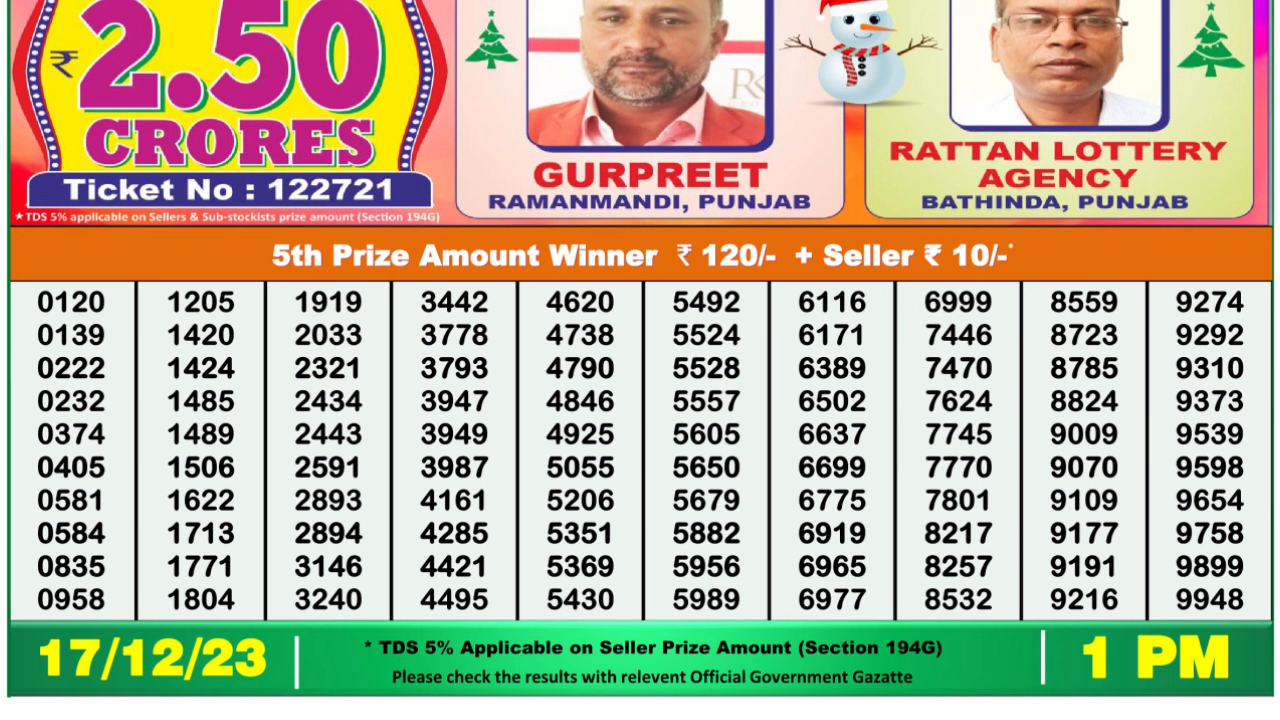 ₹ 2.50
CRORES
Ticket No : 122721
★ TDS 5% applicable on Sellers & Sub-stockists prize amount (Section 194G)
GURPREET
RAMANMANDI, PUNJAB
RATTAN LOTTERY
AGENCY
BATHINDA, PUNJAB
5th Prize Amount Winner ₹ 120/- + Seller ₹ 10/-*
0120 1205 1919 3442 4620 5492 6116 6999 8559 9274
0139 1420 2033 3778 4738 5524 6171 7446 8723 9292
0222 1424 2321 3793 4790 5528 6389 7470 8785 9310
0232 1485 2434 3947 4846 5557 6502 7624 8824 9373
0374 1489 2443 3949 4925 5605 6637 7745 9009 9539
0405 1506 2591 3987 5055 5650 6699 7770 9070 9598
0581 1622 2893 4161 5206 5679 6775 7801 9109 9654
0584 1713 2894 4285 5351 5882 6919 8217 9177 9758
0835 1771 3146 4421 5369 5956 6965 8257 9191 9899
0958 1804 3240 4495 5430 5989 6977 8532 9216 9948
17/12/23
* TDS 5% Applicable on Seller Prize Amount (Section 194G)
Please check the results with relevent Official Government Gazatte
1 PM